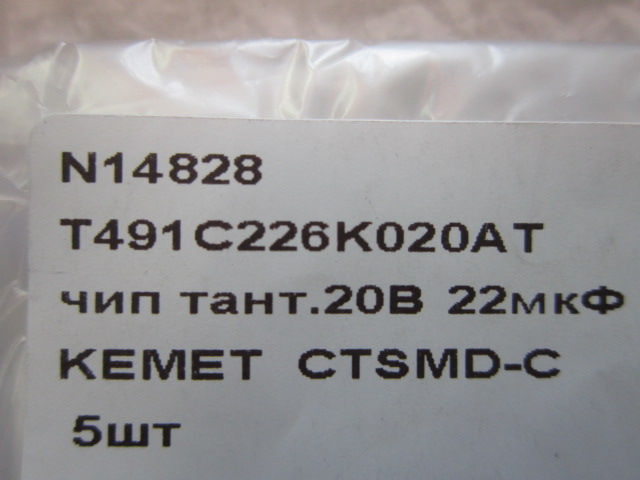 N14828
T491C226K020AT
чип тант.20В 22мкФ
KEMET CTSMD-C
5шт